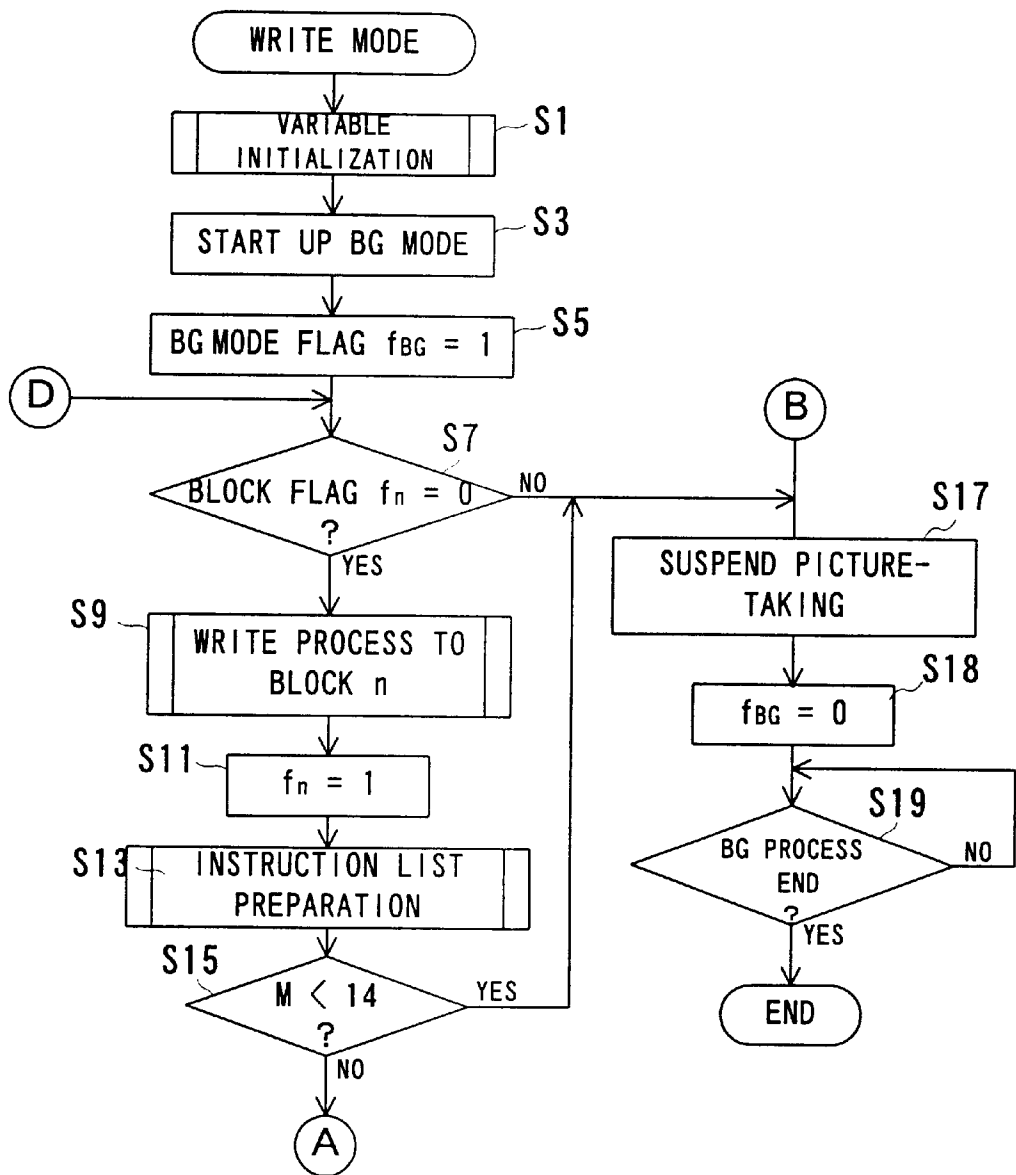 WRITE MODE
VARIABLE
INITIALIZATION
S1
START UP BG MODE
S3
BG MODE FLAG fBG = 1
S5
D
BLOCK FLAG fn = 0
?
S7
NO
YES
WRITE PROCESS TO
BLOCK n
S9
fn = 1
S11
INSTRUCTION LIST
PREPARATION
S13
M < 14
?
S15
YES
NO
A
B
SUSPEND PICTURE-
TAKING
S17
fBG = 0
S18
BG PROCESS
END
?
S19
NO
YES
END